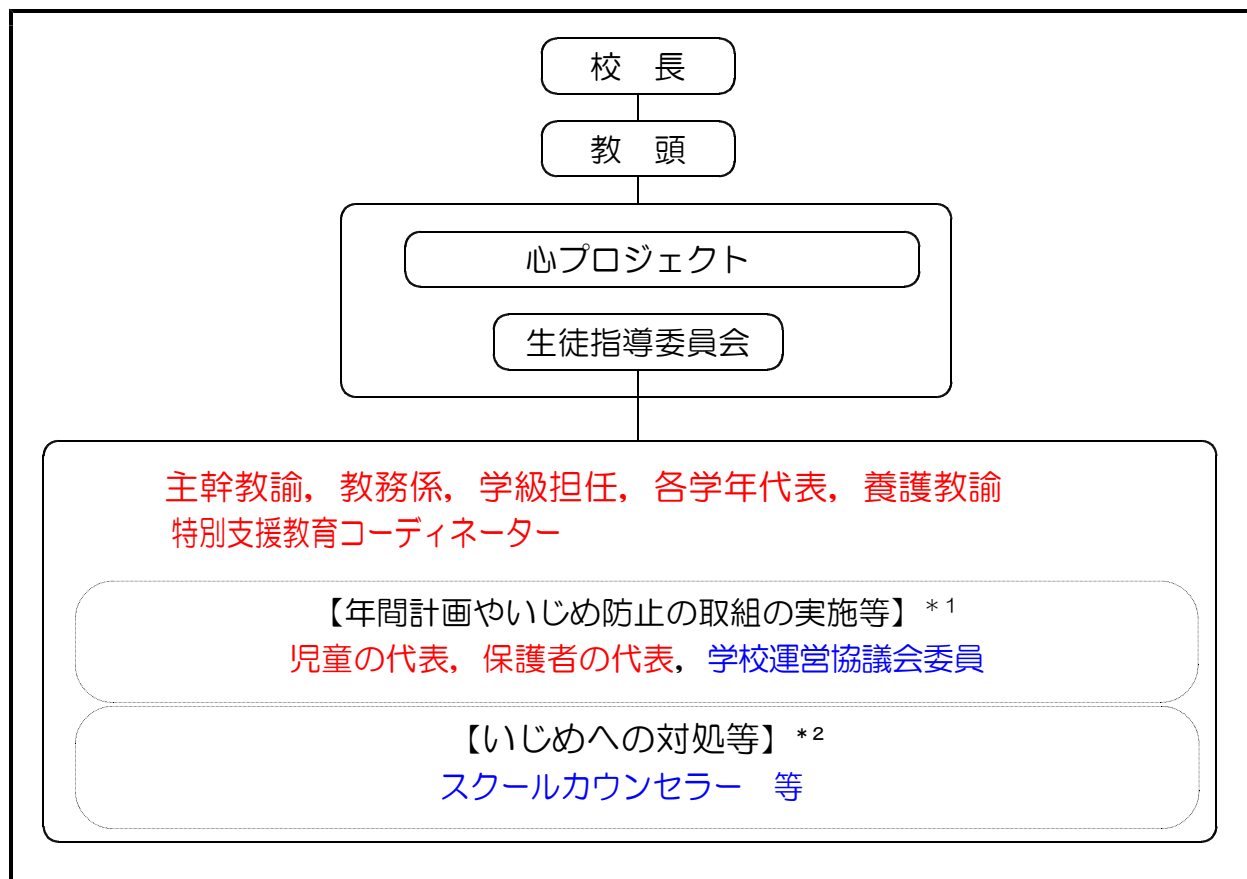 校　長
教　頭
心プロジェクト
生徒指導委員会
主幹教諭，教務係，学級担任，各学年代表，養護教諭
特別支援教育コーディネーター
【年間計画やいじめ防止の取組の実施等】＊1
児童の代表，保護者の代表，学校運営協議会委員
【いじめへの対処等】＊2
スクールカウンセラー　等